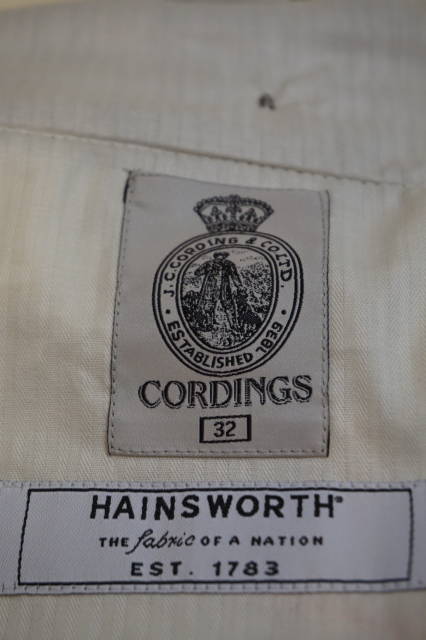 J.C.CORDING & CO LTD.
• ESTABLISHED 1839 •
CORDINGS
32
HAINSWORTH®
THE fabric OF A NATION
EST. 1783